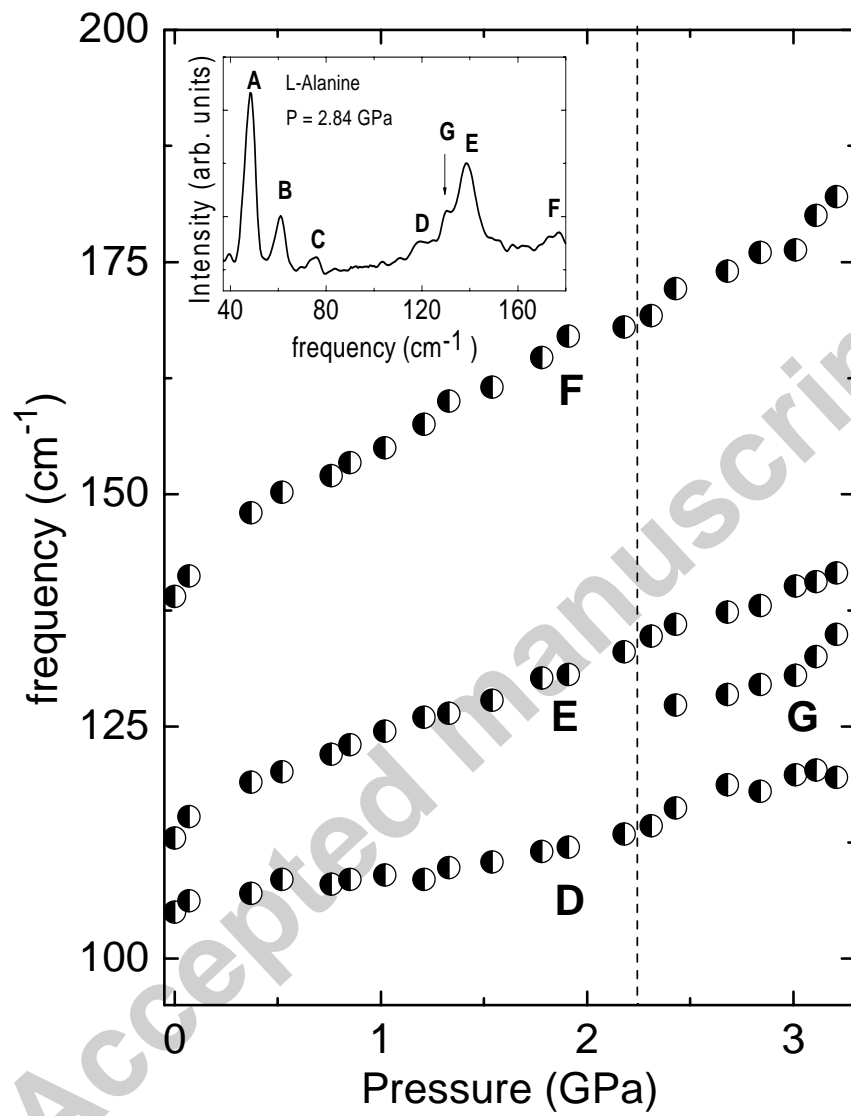 200
175
150
125
100
frequency (cm-1)
0 1 2 3
Pressure (GPa)
L-Alanine
P = 2.84 GPa
A
B
C
D
G
E
F
Intensity (arb. units)
40 80 120 160
frequency (cm-1)
F
E
G
D
Accepted manuscrip